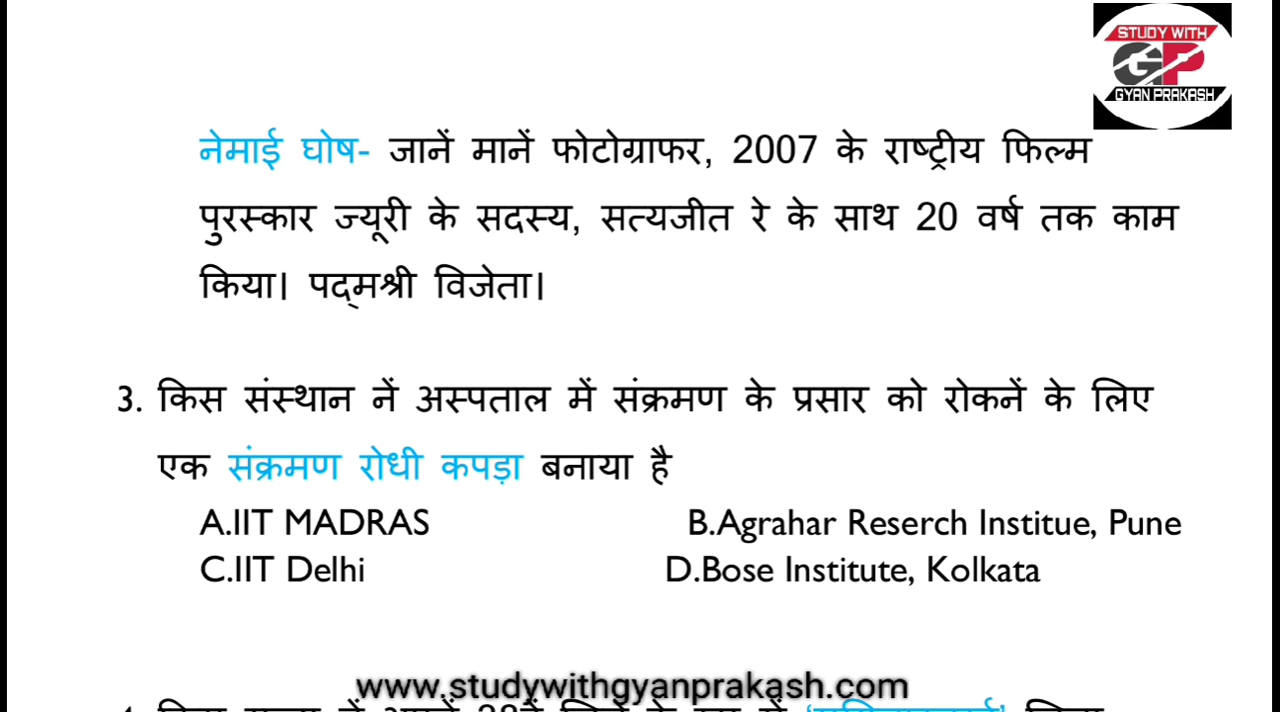 STUDY WITH
GP
GYAN PRAKASH
नेमाई घोष- जानें मानें फोटोग्राफर, 2007 के राष्ट्रीय फिल्म
पुरस्कार ज्यूरी के सदस्य, सत्यजीत रे के साथ 20 वर्ष तक काम
किया। पद्मश्री विजेता।
3. किस संस्थान नें अस्पताल में संक्रमण के प्रसार को रोकनें के लिए
एक संक्रमण रोधी कपड़ा बनाया है
A.IIT MADRAS B.Agrahar Reserch Institue, Pune
C.IIT Delhi D.Bose Institute, Kolkata
www.studywithgyanprakash.com